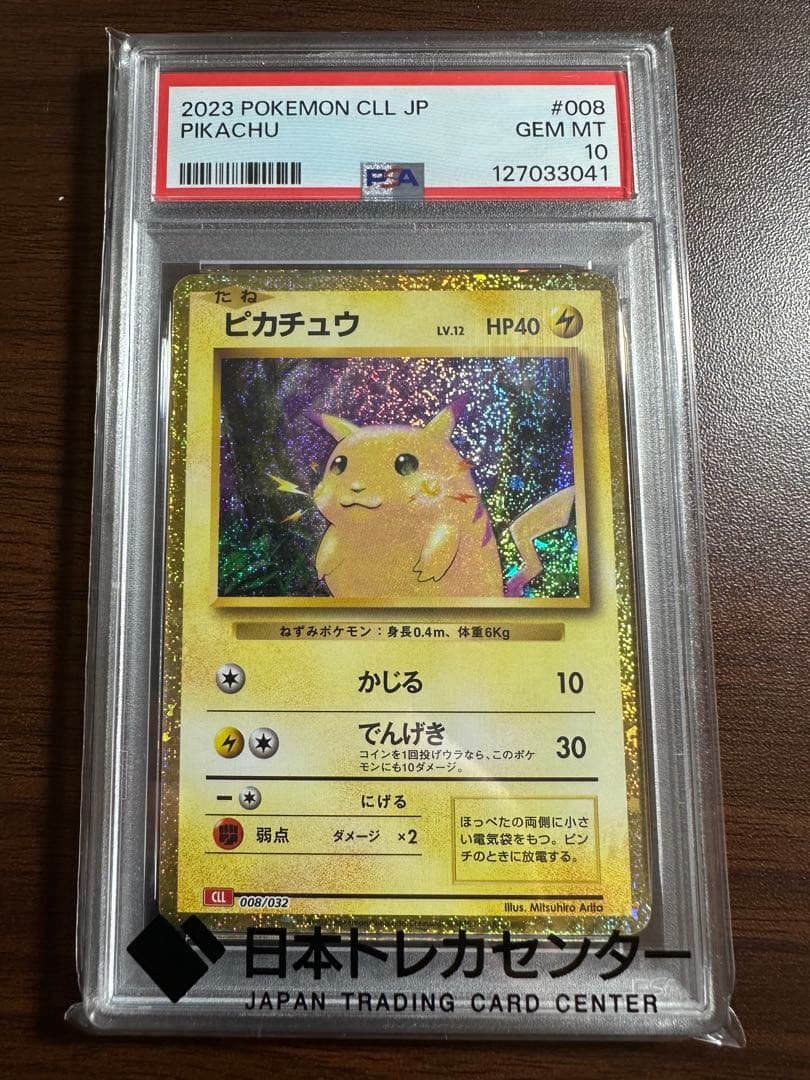 2023 POKEMON CLL JP #008
PIKACHU GEM MT
10
PSA 127033041
たね
ピカチュウ LV.12 HP40
ねずみポケモン：身長0.4m、体重6Kg
かじる 10
でんげき 30
コインを1回投げウラなら、このポケ
モンにも10ダメージ。
にげる
弱点 ダメージ ×2
ほっぺたの両側に小さ
い電気袋をもつ。ピン
チのときに放電する。
CLL 008/032
Illus. Mitsuhiro Arita
日本トレカセンター
JAPAN TRADING CARD CENTER